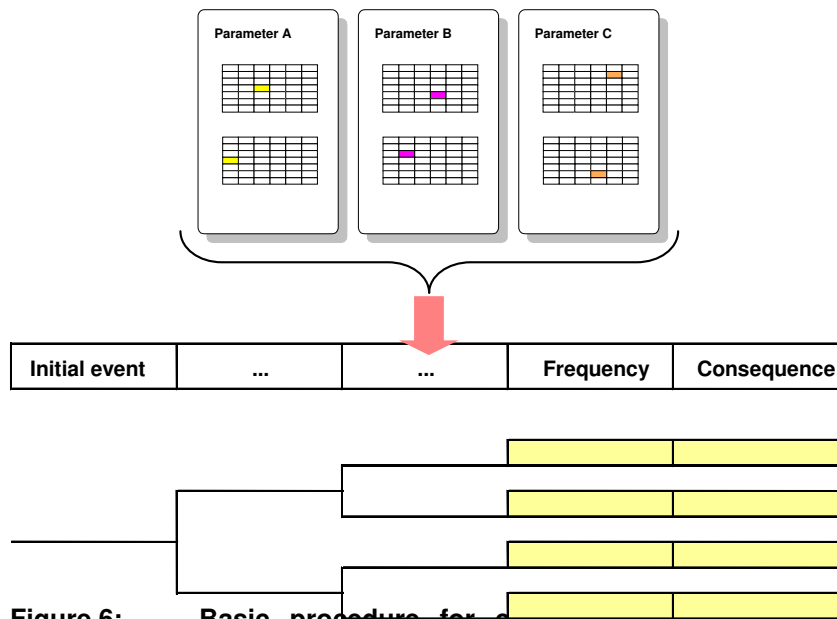 Parameter A Parameter B Parameter C
Initial event ... ... Frequency Consequence
Figure 6: Basic procedure for